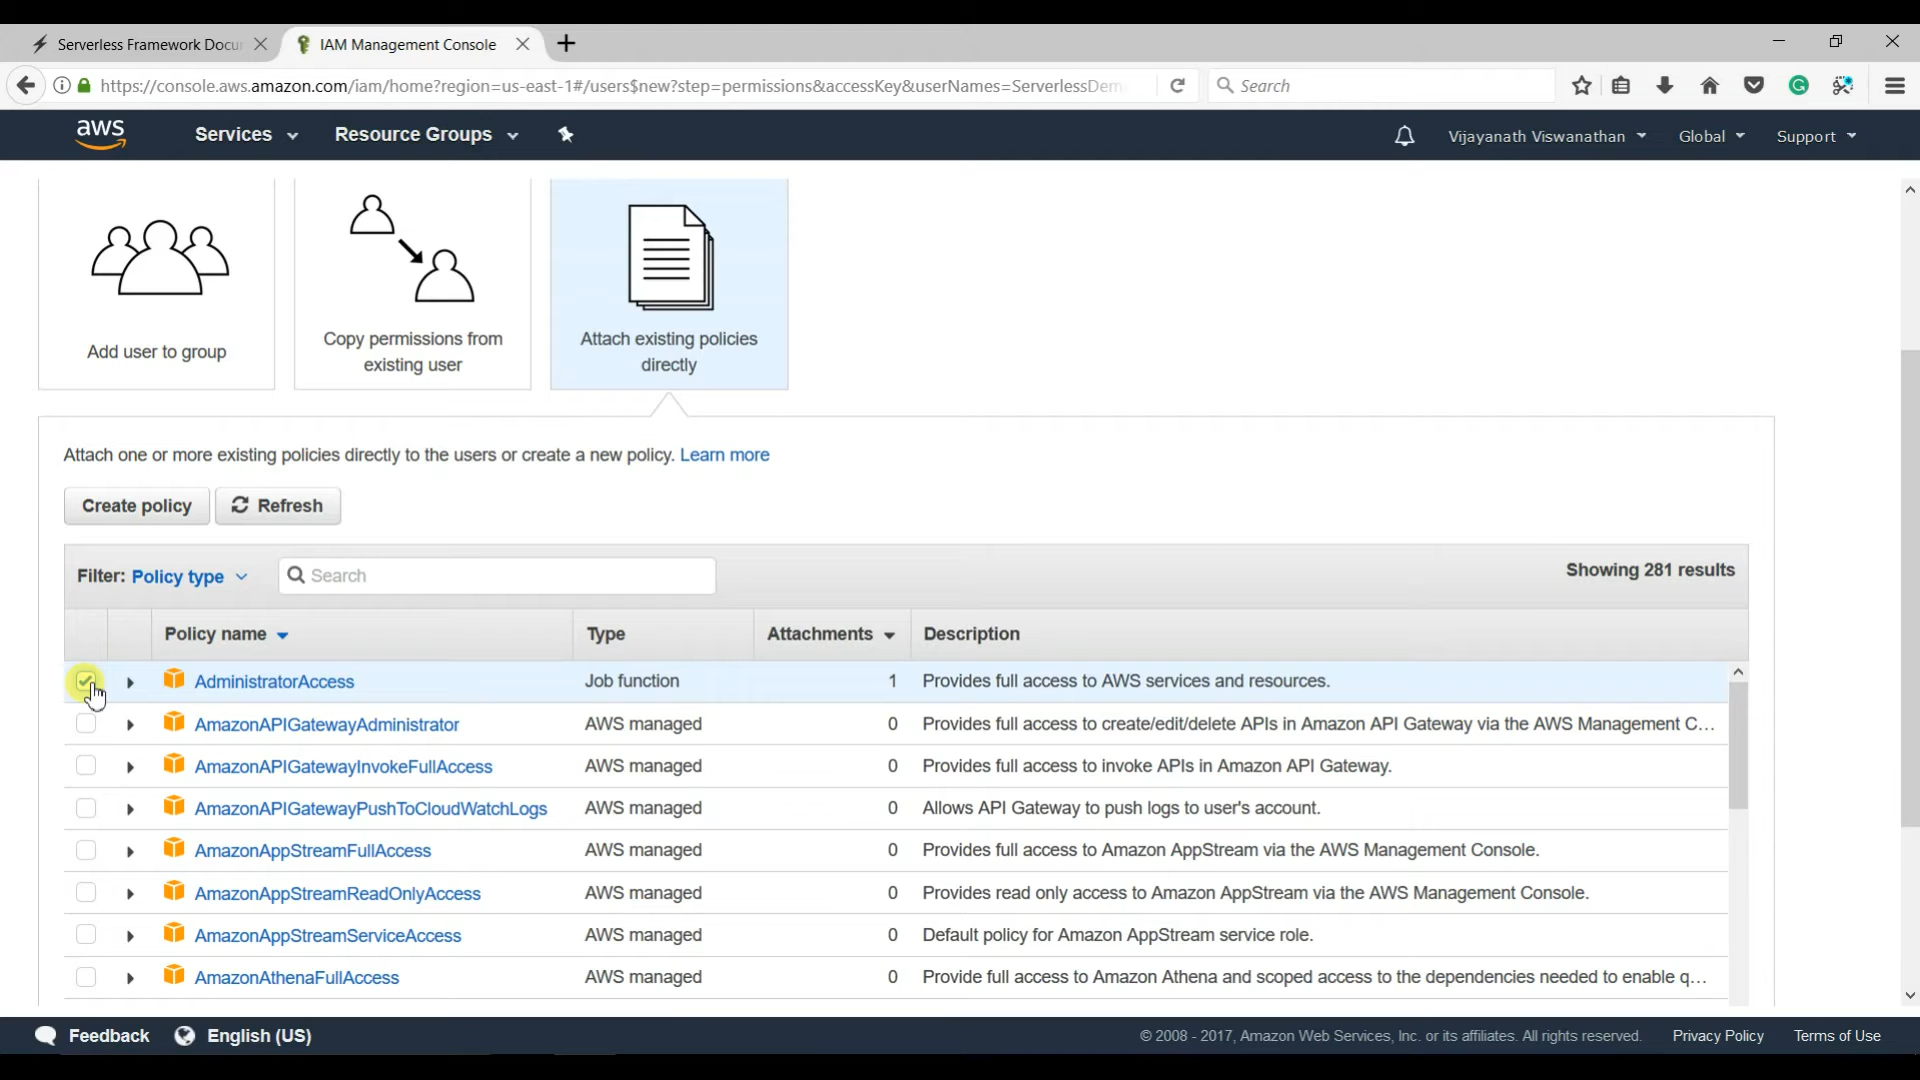 Serverless Framework Docu
IAM Management Console
https://console.aws.amazon.com/iam/home?region=us-east-1#/users$new?step=permissions&accessKey&userNames=ServerlessDem
Search
aws
Services
Resource Groups
Vijayanath Viswanathan
Global
Support
Add user to group
Copy permissions from
existing user
Attach existing policies
directly
Attach one or more existing policies directly to the users or create a new policy. Learn more
Create policy
Refresh
Filter: Policy type
Search
Showing 281 results
Policy name
Type
Attachments
Description
AdministratorAccess Job function 1 Provides full access to AWS services and resources.
AmazonAPIGatewayAdministrator AWS managed 0 Provides full access to create/edit/delete APIs in Amazon API Gateway via the AWS Management C...
AmazonAPIGatewayInvokeFullAccess AWS managed 0 Provides full access to invoke APIs in Amazon API Gateway.
AmazonAPIGatewayPushToCloudWatchLogs AWS managed 0 Allows API Gateway to push logs to user's account.
AmazonAppStreamFullAccess AWS managed 0 Provides full access to Amazon AppStream via the AWS Management Console.
AmazonAppStreamReadOnlyAccess AWS managed 0 Provides read only access to Amazon AppStream via the AWS Management Console.
AmazonAppStreamServiceAccess AWS managed 0 Default policy for Amazon AppStream service role.
AmazonAthenaFullAccess AWS managed 0 Provide full access to Amazon Athena and scoped access to the dependencies needed to enable q...
Feedback
English (US)
© 2008 - 2017, Amazon Web Services, Inc. or its affiliates. All rights reserved.
Privacy Policy
Terms of Use